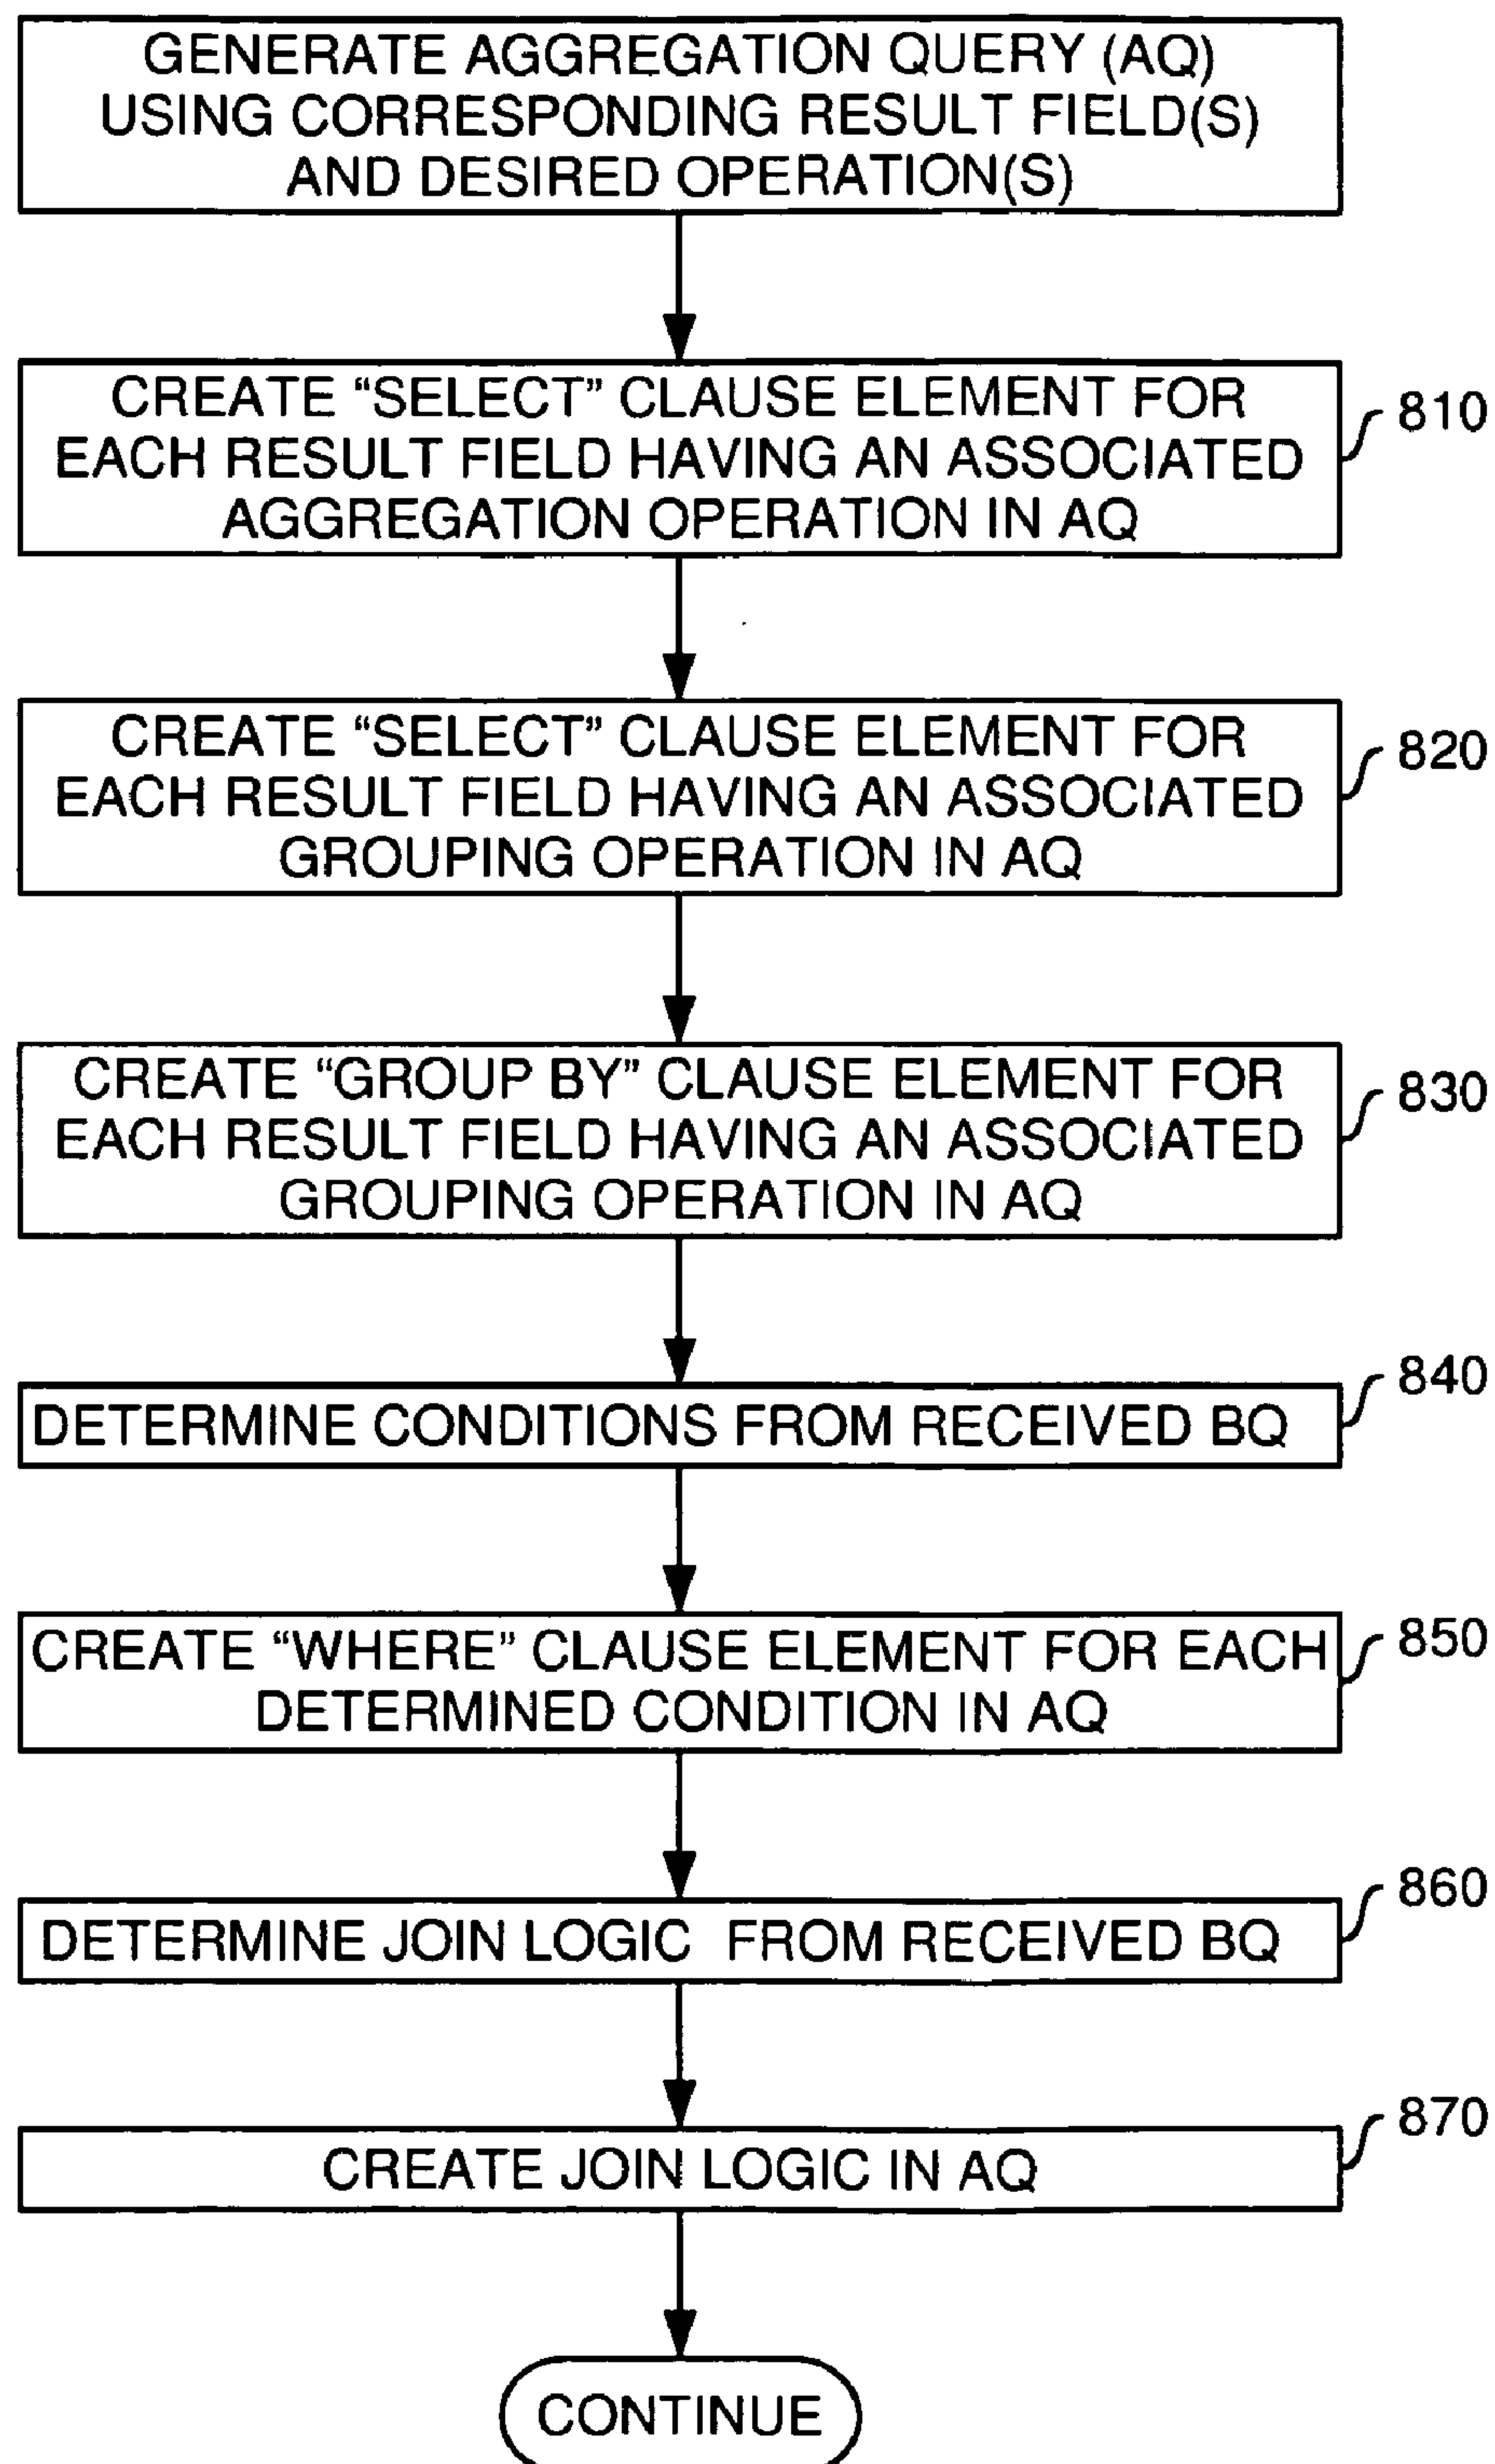 GENERATE AGGREGATION QUERY (AQ)
USING CORRESPONDING RESULT FIELD(S)
AND DESIRED OPERATION(S)
CREATE “SELECT” CLAUSE ELEMENT FOR
EACH RESULT FIELD HAVING AN ASSOCIATED
AGGREGATION OPERATION IN AQ
810
CREATE “SELECT” CLAUSE ELEMENT FOR
EACH RESULT FIELD HAVING AN ASSOCIATED
GROUPING OPERATION IN AQ
820
CREATE “GROUP BY” CLAUSE ELEMENT FOR
EACH RESULT FIELD HAVING AN ASSOCIATED
GROUPING OPERATION IN AQ
830
DETERMINE CONDITIONS FROM RECEIVED BQ
840
CREATE “WHERE” CLAUSE ELEMENT FOR EACH
DETERMINED CONDITION IN AQ
850
DETERMINE JOIN LOGIC FROM RECEIVED BQ
860
CREATE JOIN LOGIC IN AQ
870
CONTINUE